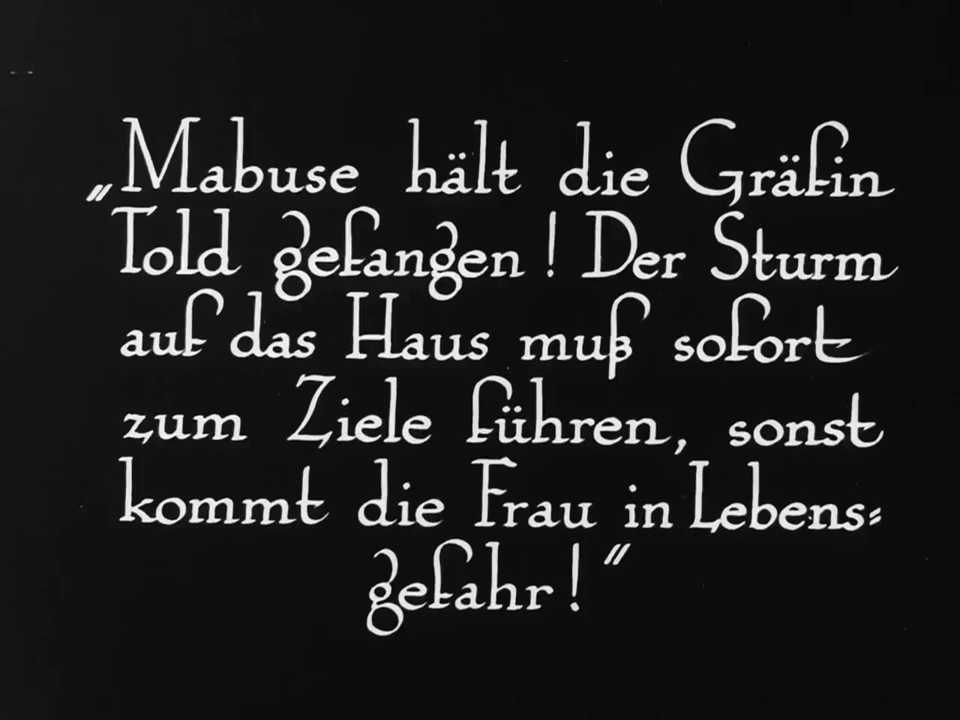 „Mabuse hält die Gräfin
Told gefangen! Der Sturm
auf das Haus muß sofort
zum Ziele führen, sonst
kommt die Frau in Lebens-
gefahr!“